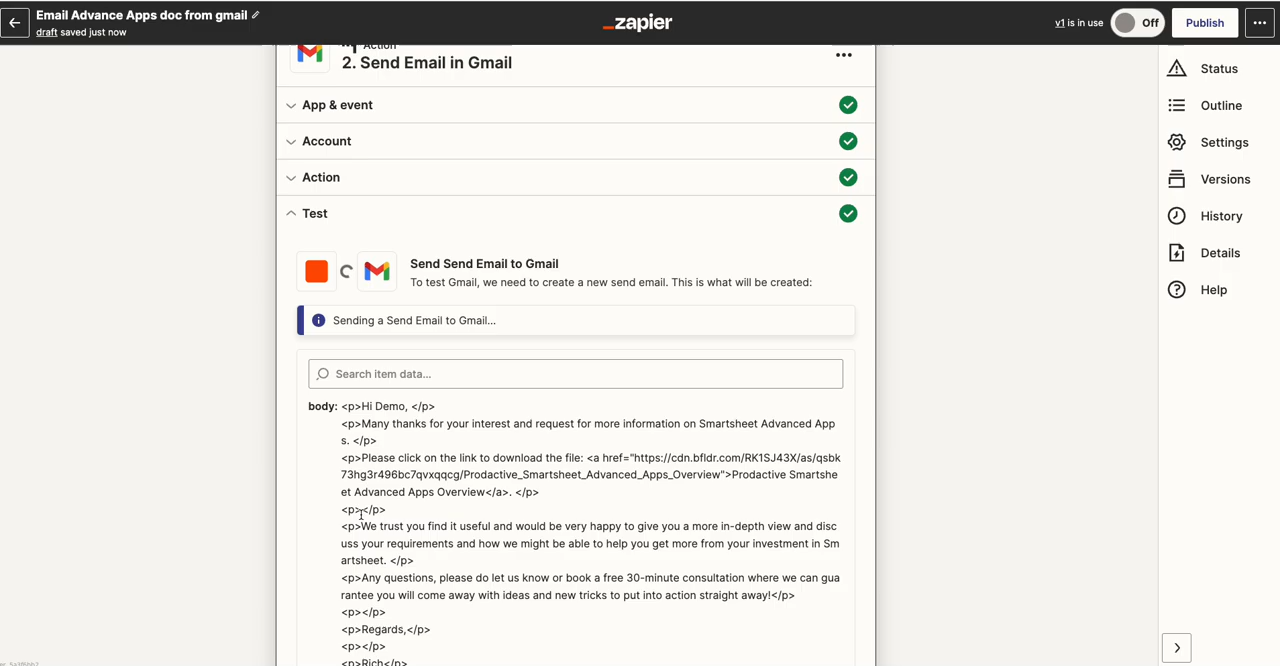 Email Advance Apps doc from gmail
draft saved just now
_zapier
v1 is in use
Off
Publish
Action
2. Send Email in Gmail
App & event
Account
Action
Test
Send Send Email to Gmail
To test Gmail, we need to create a new send email. This is what will be created:
Sending a Send Email to Gmail...
Search item data...
body: <p>Hi Demo, </p>
<p>Many thanks for your interest and request for more information on Smartsheet Advanced App
s. </p>
<p>Please click on the link to download the file: <a href="https://cdn.bfldr.com/RK1SJ43X/as/qsbk
73hg3r496bc7qvxqqcg/Prodactive_Smartsheet_Advanced_Apps_Overview">Prodactive Smartshe
et Advanced Apps Overview</a>. </p>
<p></p>
<p>We trust you find it useful and would be very happy to give you a more in-depth view and disc
uss your requirements and how we might be able to help you get more from your investment in Sm
artsheet. </p>
<p>Any questions, please do let us know or book a free 30-minute consultation where we can gua
rantee you will come away with ideas and new tricks to put into action straight away!</p>
<p></p>
<p>Regards,</p>
<p></p>
<p>Rich</p>
Status
Outline
Settings
Versions
History
Details
Help